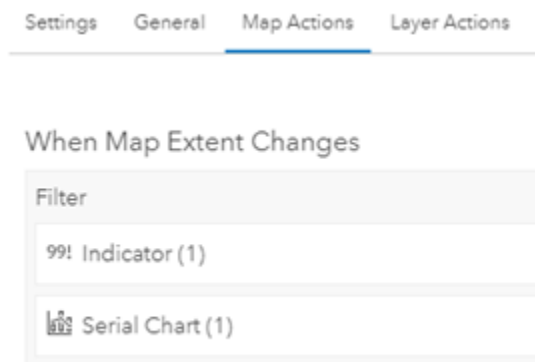 Settings General Map Actions Layer Actions
When Map Extent Changes
Filter
99! Indicator (1)
Serial Chart (1)